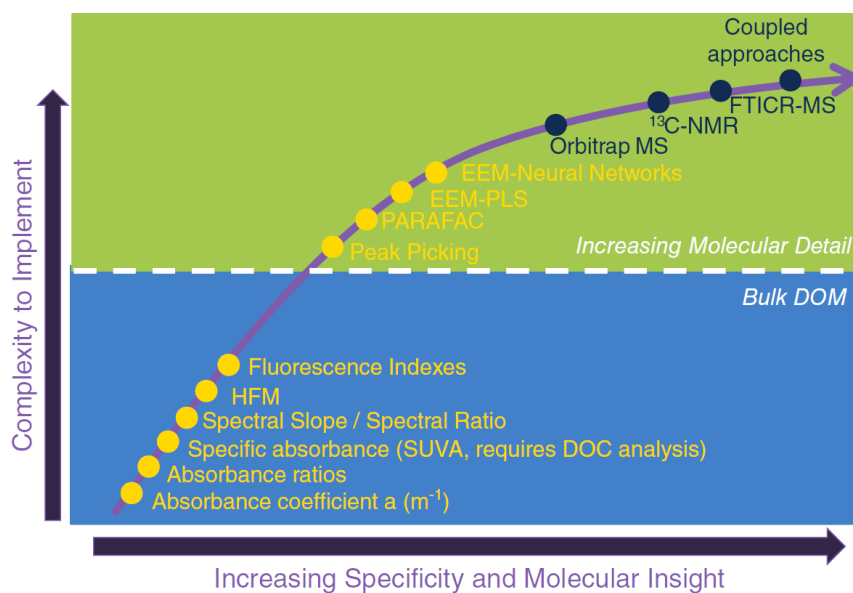 Coupled
approaches
FTICR-MS
¹³C-NMR
Orbitrap MS
EEM-Neural Networks
EEM-PLS
PARAFAC
Peak Picking
Increasing Molecular Detail
Bulk DOM
Fluorescence Indexes
HFM
Spectral Slope / Spectral Ratio
Specific absorbance (SUVA, requires DOC analysis)
Absorbance ratios
Absorbance coefficient a (m⁻¹)
Complexity to Implement
Increasing Specificity and Molecular Insight